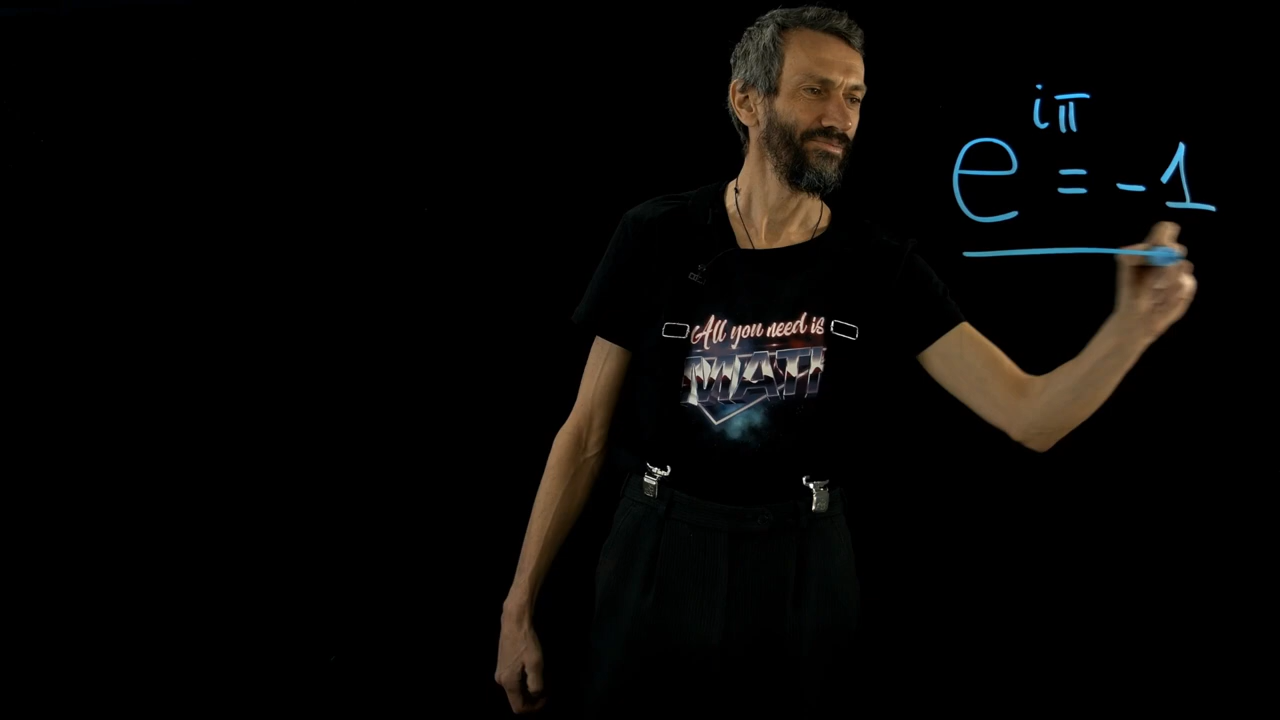 e^{iπ} = -1
All you need is
MATH